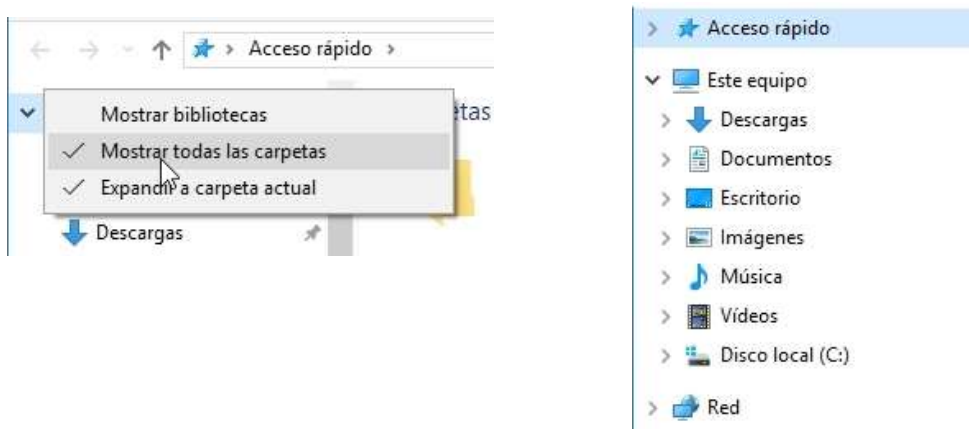 Acceso rápido
Mostrar bibliotecas
Mostrar todas las carpetas
Expandir a carpeta actual
etas
Descargas
Acceso rápido
Este equipo
Descargas
Documentos
Escritorio
Imágenes
Música
Vídeos
Disco local (C:)
Red